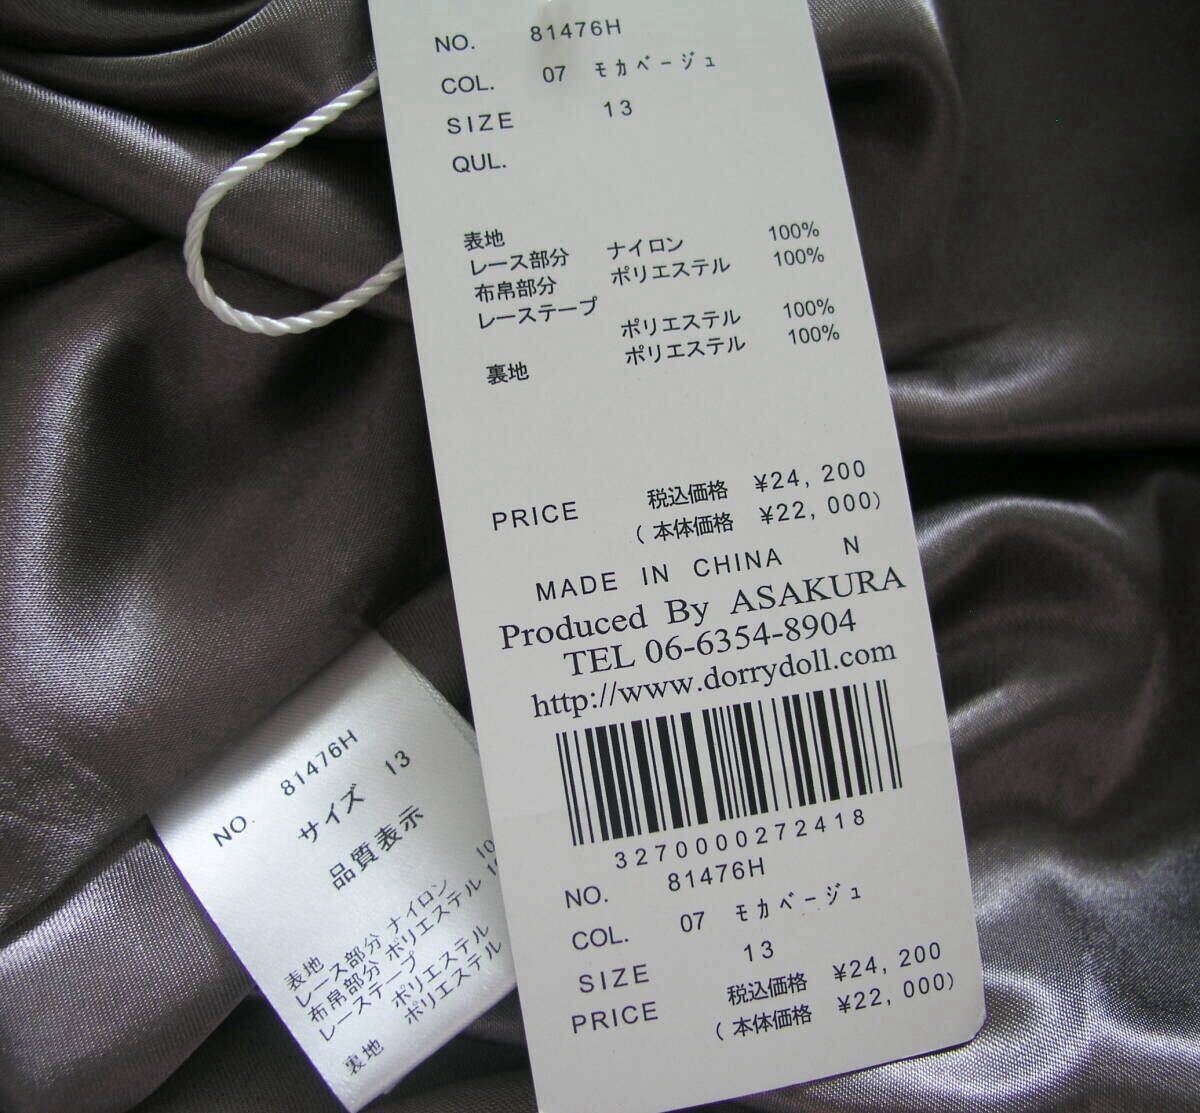 NO. 81476H
COL. 07 モカベージュ
SIZE 13
QUL.
表地
レース部分 ナイロン 100%
布帛部分 ポリエステル 100%
レーステープ
ポリエステル 100%
裏地 ポリエステル 100%
PRICE 税込価格 ¥24,200
(本体価格 ¥22,000)
MADE IN CHINA N
Produced By ASAKURA
TEL 06-6354-8904
http://www.dorrydoll.com
3270000272418
NO. 81476H
COL. 07 モカベージュ
SIZE 13
PRICE 税込価格 ¥24,200
(本体価格 ¥22,000)
NO. 81476H
サイズ 13
品質表示
表地
レース部分 ナイロン 10
布帛部分 ポリエステル
レーステープ
ポリエステル
裏地 ポリエステル